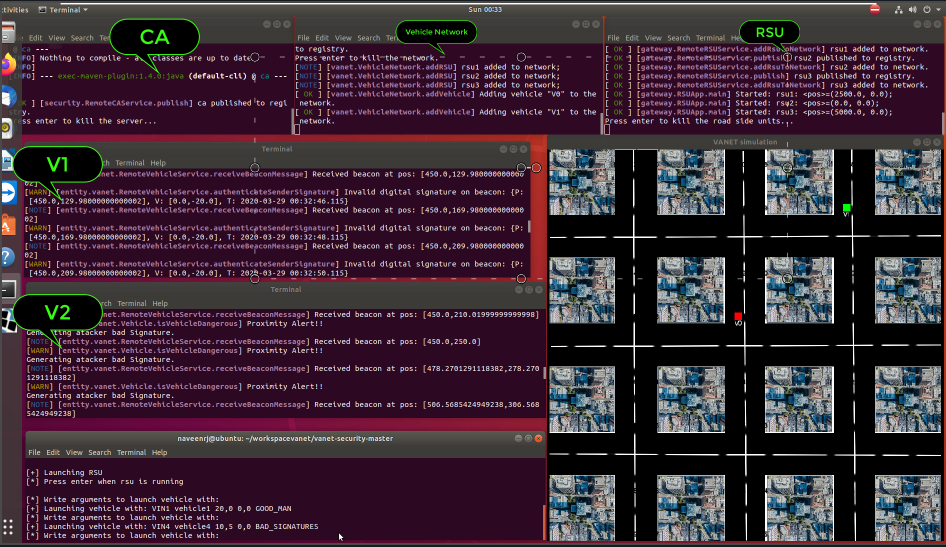 ctivities
Terminal
Sun 00:33
CA
Vehicle Network
RSU
Edit View Search
@ ca ---
FO] Nothing to compile - all classes are up to date
FO] --- exec-maven-plugin:1.4.0:java (default-cli) @ ca ---
OK ] [security.RemoteCAService.publish] ca published to regi
ry.
ess enter to kill the server...
File Edit View Search
to registry.
Press enter to kill the network.
[NOTE] [vanet.VehicleNetwork.addRSU] rsu1 added to network;
[NOTE] [vanet.VehicleNetwork.addRSU] rsu2 added to network;
[NOTE] [vanet.VehicleNetwork.addRSU] rsu3 added to network;
[ OK ] [vanet.VehicleNetwork.addVehicle] Adding vehicle "V0" to the
network.
[ OK ] [vanet.VehicleNetwork.addVehicle] Adding vehicle "V1" to the
network.
File Edit View Search Terminal
[ OK ] [gateway.RemoteRSUService.addRsuToNetwork] rsu1 added to network.
[ OK ] [gateway.RemoteRSUService.publish] rsu2 published to registry.
[ OK ] [gateway.RemoteRSUService.addRsuToNetwork] rsu2 added to network.
[ OK ] [gateway.RemoteRSUService.publish] rsu3 published to registry.
[ OK ] [gateway.RemoteRSUService.addRsuToNetwork] rsu3 added to network.
[ OK ] [gateway.RSUApp.main] Started: rsu1: <pos>=(2500.0, 0.0);
[ OK ] [gateway.RSUApp.main] Started: rsu2: <pos>=(0.0, 0.0);
[ OK ] [gateway.RSUApp.main] Started: rsu3: <pos>=(5000.0, 0.0);
Press enter to kill the road side units...
Terminal
V1
Terminal Help
[NOTE] [entity.vanet.RemoteVehicleService.receiveBeaconMessage] Received beacon at pos: [450.0,129.980000000000
02]
[WARN] [entity.vanet.RemoteVehicleService.authenticateSenderSignature] Invalid digital signature on beacon: {P:
[450.0,129.98000000000002], V: [0.0,-20.0], T: 2020-03-29 00:32:46.115}
[NOTE] [entity.vanet.RemoteVehicleService.receiveBeaconMessage] Received beacon at pos: [450.0,169.980000000000
02]
[WARN] [entity.vanet.RemoteVehicleService.authenticateSenderSignature] Invalid digital signature on beacon: {P:
[450.0,169.98000000000002], V: [0.0,-20.0], T: 2020-03-29 00:32:48.115}
[NOTE] [entity.vanet.RemoteVehicleService.receiveBeaconMessage] Received beacon at pos: [450.0,209.980000000000
02]
[WARN] [entity.vanet.RemoteVehicleService.authenticateSenderSignature] Invalid digital signature on beacon: {P:
[450.0,209.98000000000002], V: [0.0,-20.0], T: 2020-03-29 00:32:50.115}
Terminal
V2
rch Terminal Help
[NOTE] [entity.vanet.RemoteVehicleService.receiveBeaconMessage] Received beacon at pos: [450.0,210.01999999999998]
[WARN] [entity.vanet.Vehicle.isVehicleDangerous] Proximity Alert!!
Generating atacker bad Signature.
[NOTE] [entity.vanet.RemoteVehicleService.receiveBeaconMessage] Received beacon at pos: [450.0,250.0]
[WARN] [entity.vanet.Vehicle.isVehicleDangerous] Proximity Alert!!
Generating atacker bad Signature.
[NOTE] [entity.vanet.RemoteVehicleService.receiveBeaconMessage] Received beacon at pos: [478.2701291118382,278.270
1291118382]
[WARN] [entity.vanet.Vehicle.isVehicleDangerous] Proximity Alert!!
Generating atacker bad Signature.
[NOTE] [entity.vanet.RemoteVehicleService.receiveBeaconMessage] Received beacon at pos: [506.5685424949238,306.568
5424949238]
naveenrj@ubuntu: ~/workspacevanet/vanet-security-master
File Edit View Search Terminal Help
[+] Launching RSU
[*] Press enter when rsu is running
[*] Write arguments to launch vehicle with:
[+] Launching vehicle with: VIN1 vehicle1 20,0 0,0 GOOD_MAN
[*] Write arguments to launch vehicle with:
[+] Launching vehicle with: VIN4 vehicle4 10,5 0,0 BAD_SIGNATURES
[*] Write arguments to launch vehicle with:
VANET simulation